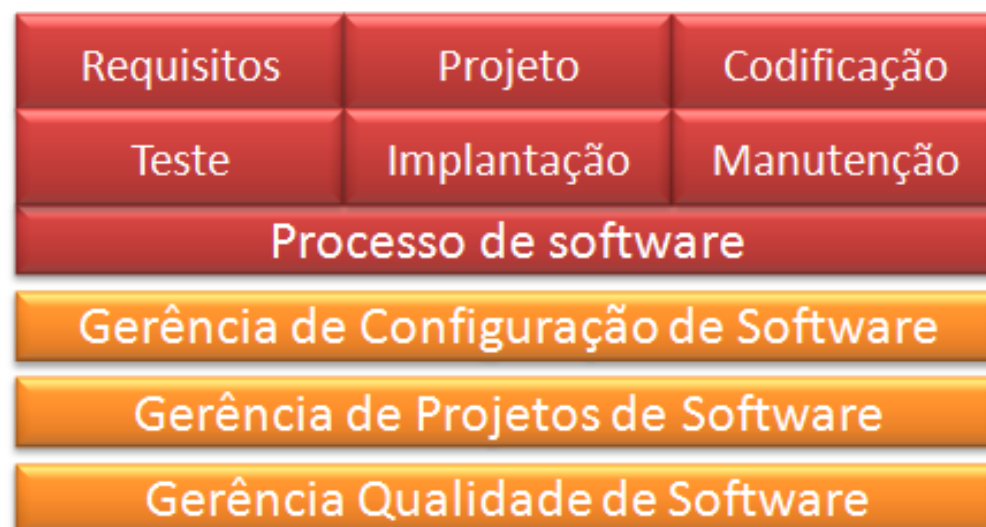 Requisitos Projeto Codificação
Teste Implantação Manutenção
Processo de software
Gerência de Configuração de Software
Gerência de Projetos de Software
Gerência Qualidade de Software